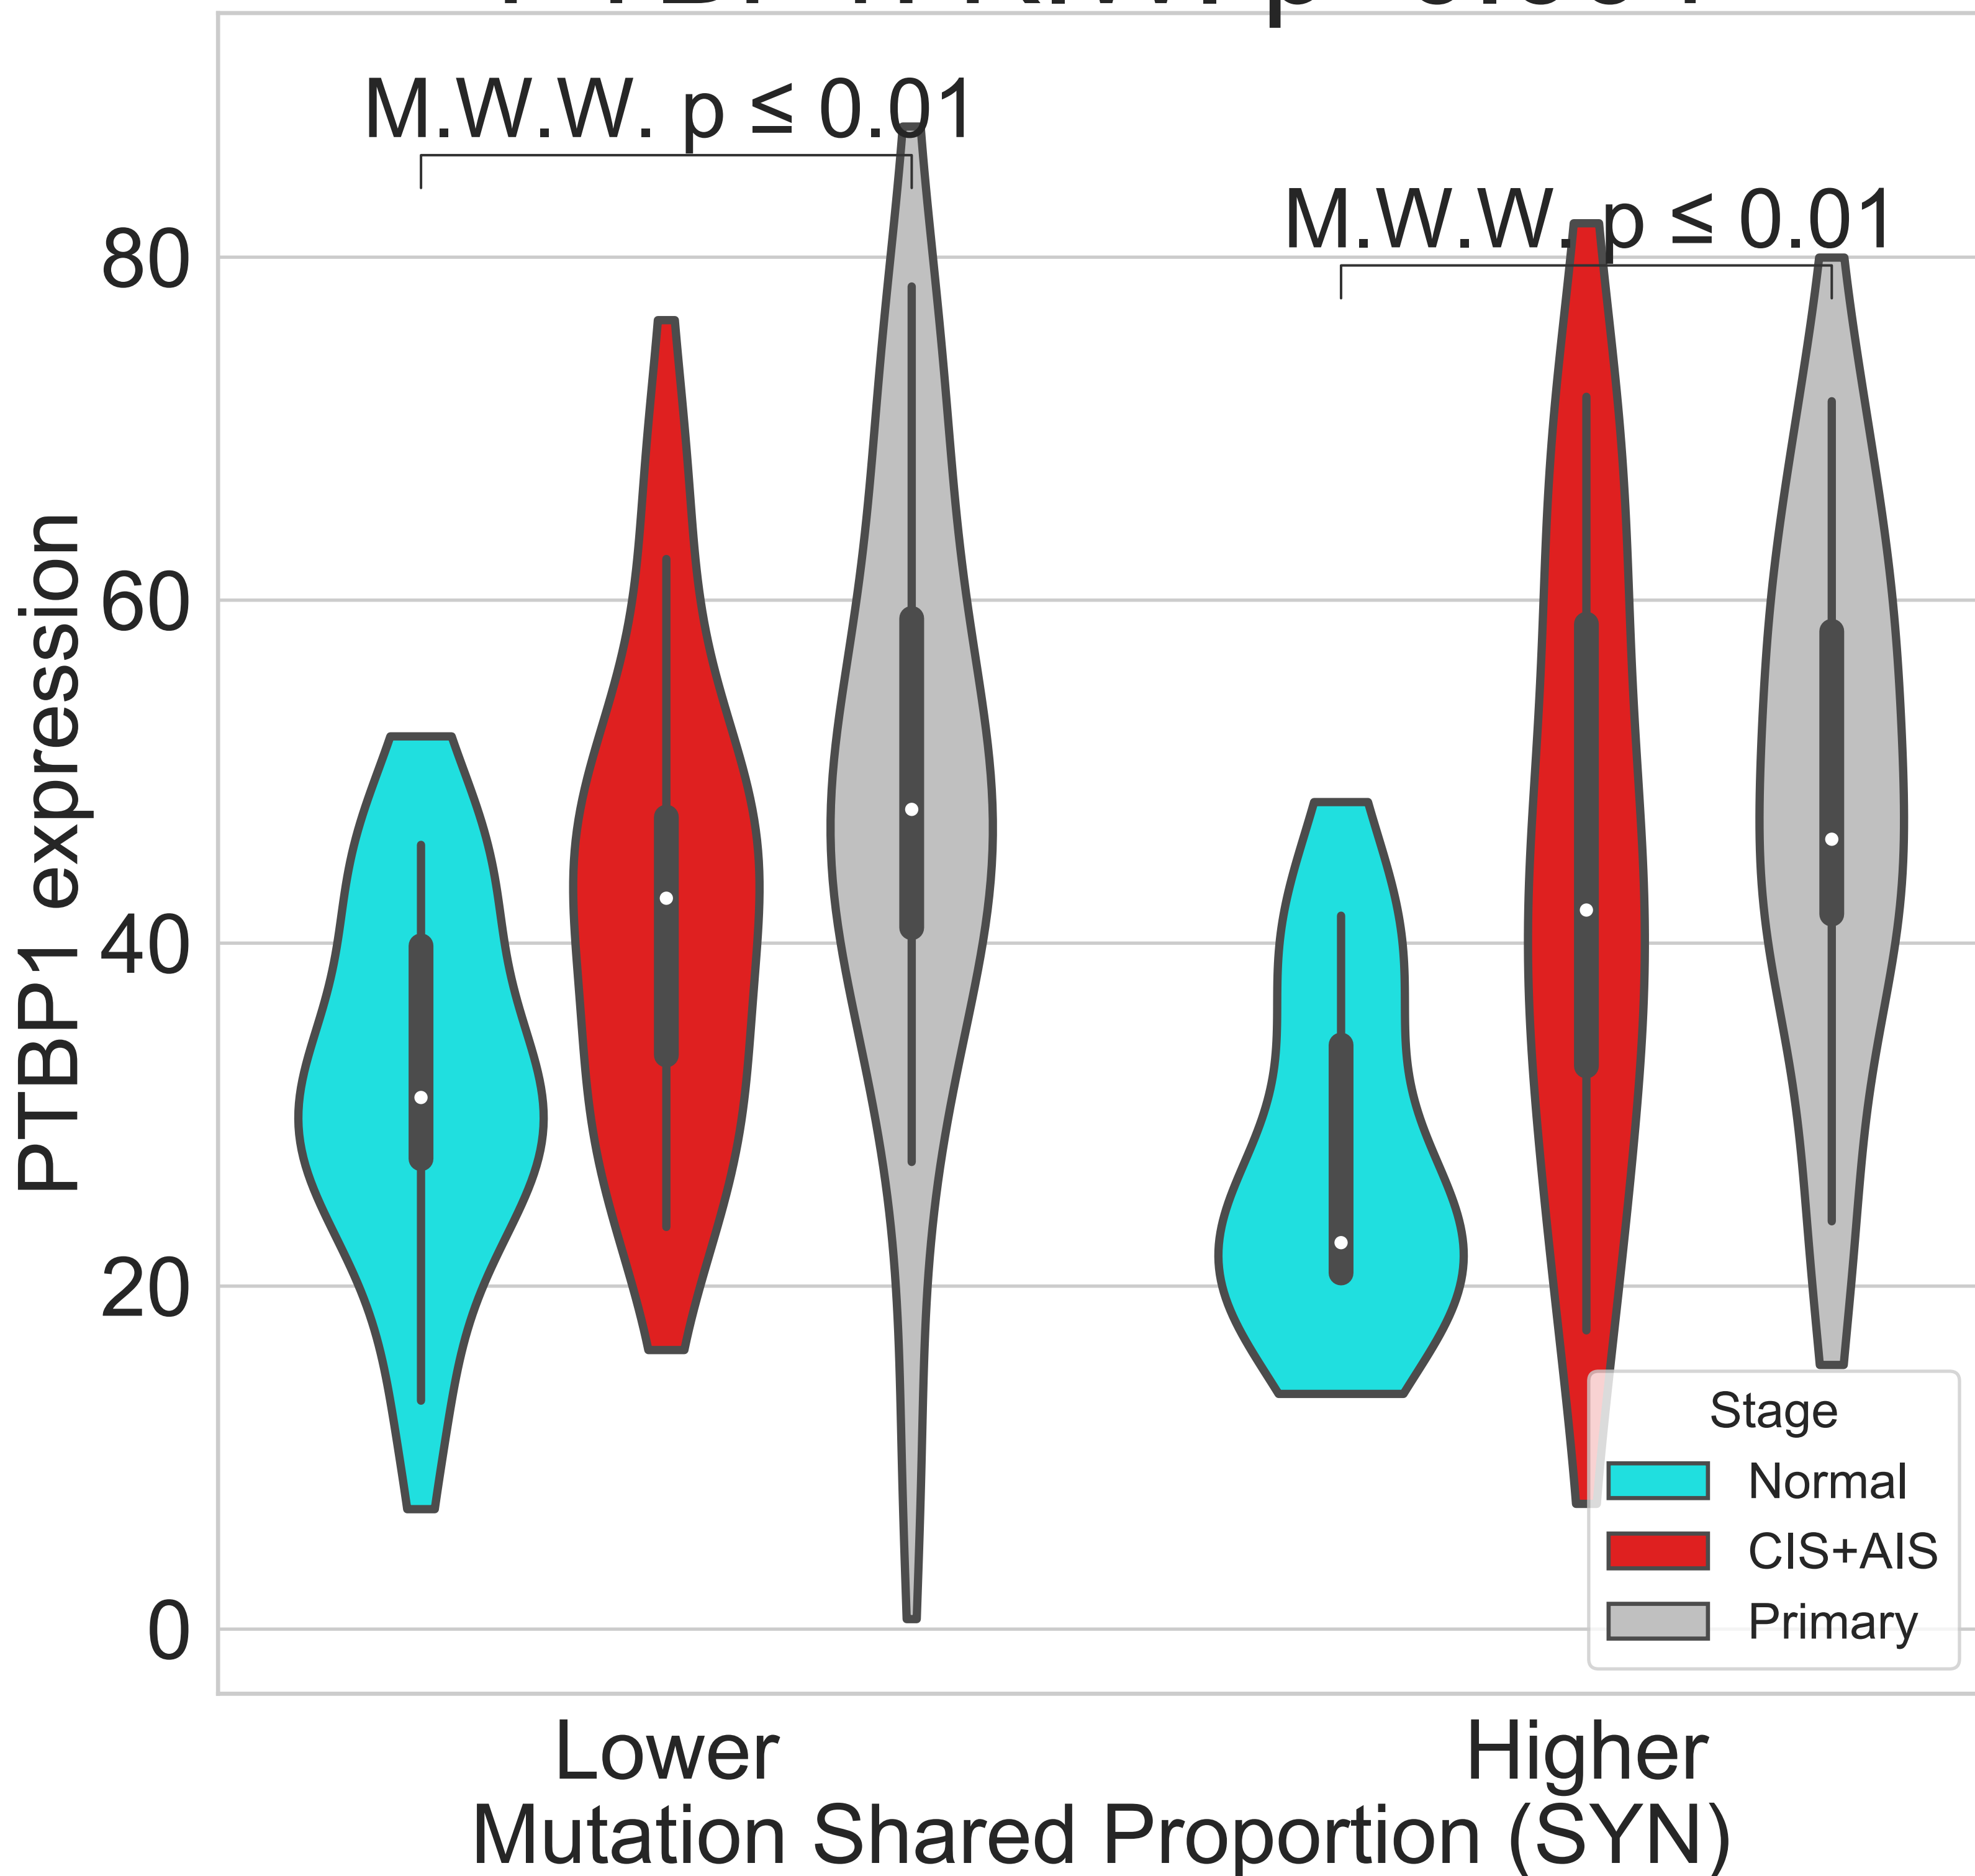 M.W.W. p ≤ 0.01
M.W.W. p ≤ 0.01
80
60
40
20
0
PTBP1 expression
Stage
Normal
CIS+AIS
Primary
Lower
Higher
Mutation Shared Proportion (SYN)